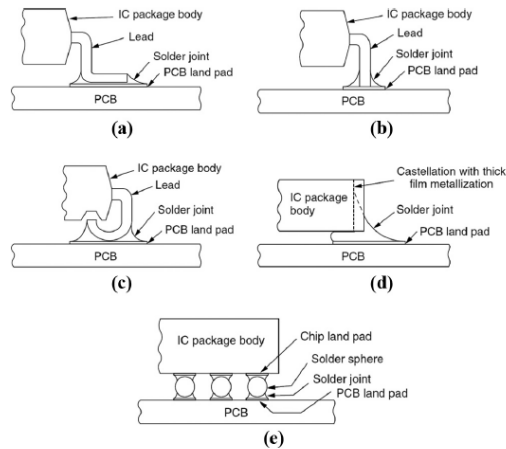 IC package body
Lead
Solder joint
PCB land pad
PCB
(a)
IC package body
Lead
Solder joint
PCB land pad
PCB
(b)
IC package body
Lead
Solder joint
PCB land pad
PCB
(c)
Castellation with thick
film metallization
IC package
body
Solder joint
PCB land pad
PCB
(d)
IC package body
Chip land pad
Solder sphere
Solder joint
PCB land pad
PCB
(e)